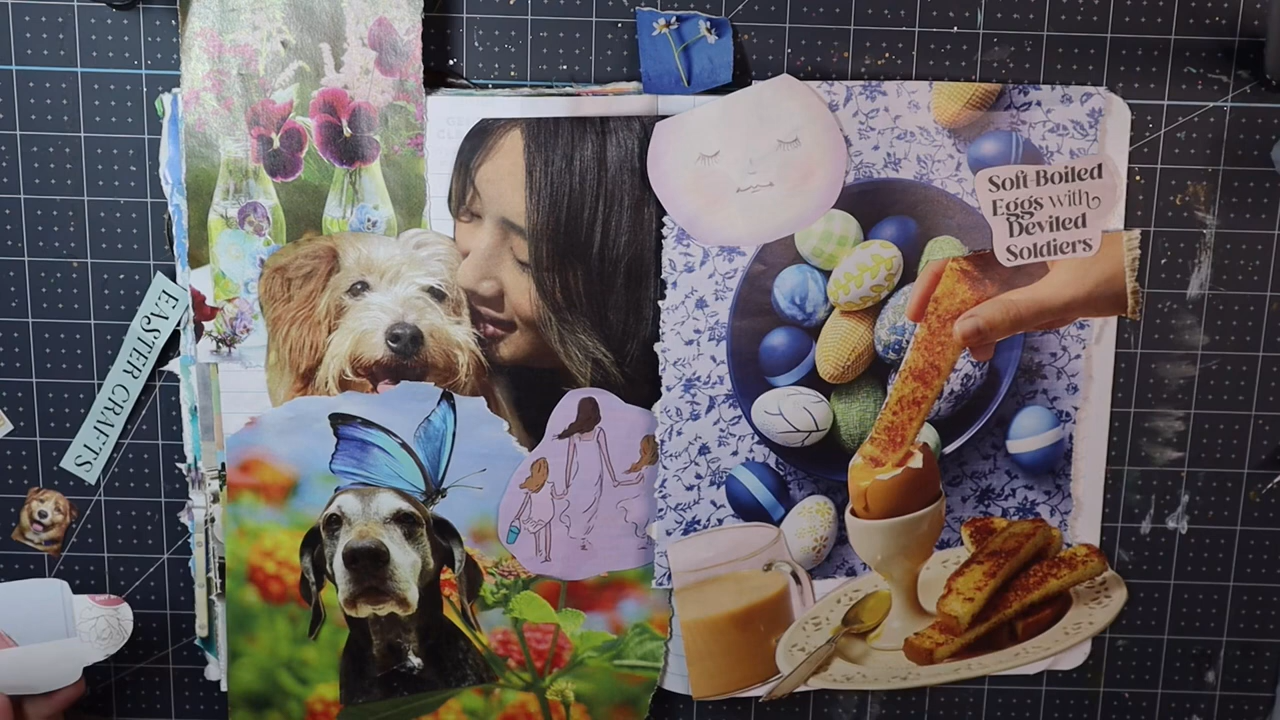 Soft-Boiled
Eggs with
Deviled
Soldiers
EASTER CRAFTS